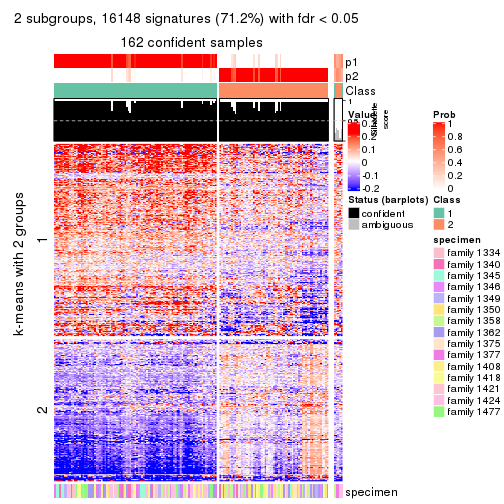 2 subgroups, 16148 signatures (71.2%) with fdr < 0.05
162 confident samples
p1
p2
Class
1
Silhouette
score
k-means with 2 groups
1
2
specimen
Value
0.1
0
-0.1
-0.2
Status (barplots)
confident
ambiguous
Prob
1
0.8
0.6
0.4
0.2
0
Class
1
2
specimen
family 1334
family 1340
family 1345
family 1346
family 1349
family 1350
family 1358
family 1362
family 1375
family 1377
family 1408
family 1418
family 1421
family 1424
family 1477